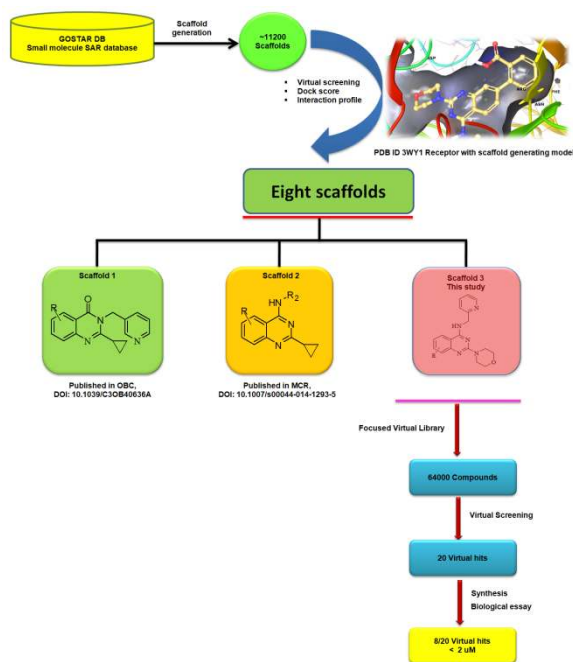 GOSTAR DB
Small molecule SAR database
Scaffold
generation
~11200
Scaffolds
• Virtual screening
• Dock score
• Interaction profile
PDB ID 3WY1 Receptor with scaffold generating model
Eight scaffolds
Scaffold 1
R
O
N
N
N
Published in OBC,
DOI: 10.1039/C3OB40636A
Scaffold 2
HN
R2
R
N
N
Published in MCR,
DOI: 10.1007/s00044-014-1293-5
Scaffold 3
This study
N
HN
N
R
N
N
O
Focused Virtual Library
64000 Compounds
Virtual Screening
20 Virtual hits
Synthesis
Biological essay
8/20 Virtual hits
< 2 uM